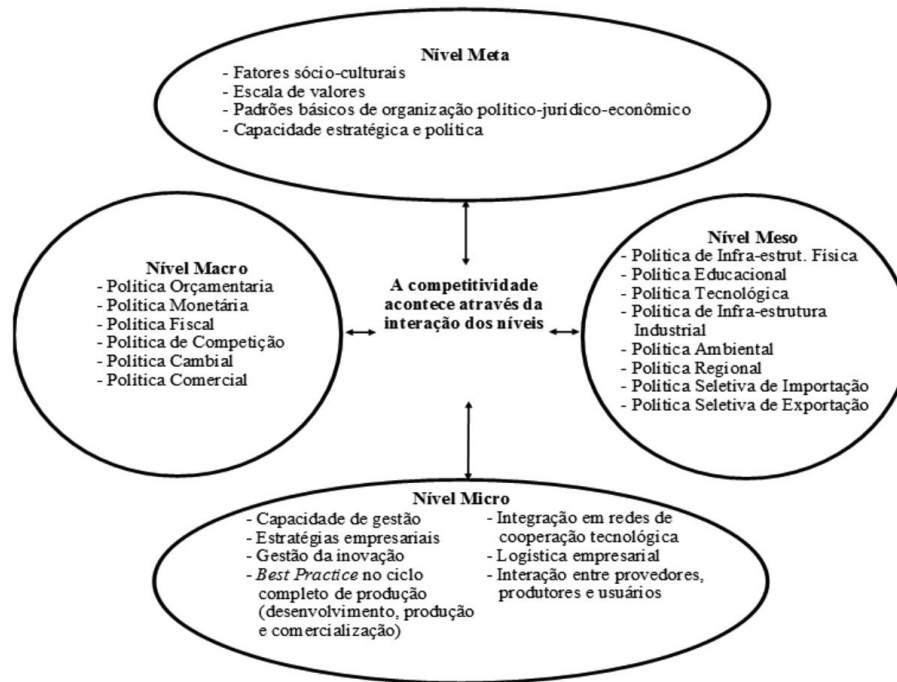 Nível Meta
- Fatores sócio-culturais
- Escala de valores
- Padrões básicos de organização político-jurídico-econômico
- Capacidade estratégica e política
Nível Macro
- Política Orçamentaria
- Política Monetária
- Política Fiscal
- Política de Competição
- Política Cambial
- Política Comercial
A competitividade
acontece através da
interação dos níveis
Nível Meso
- Política de Infra-estrut. Física
- Política Educacional
- Política Tecnológica
- Política de Infra-estrutura
Industrial
- Política Ambiental
- Política Regional
- Política Seletiva de Importação
- Política Seletiva de Exportação
Nível Micro
- Capacidade de gestão
- Estratégias empresariais
- Gestão da inovação
- Best Practice no ciclo
completo de produção
(desenvolvimento, produção
e comercialização)
- Integração em redes de
cooperação tecnológica
- Logística empresarial
- Interação entre provedores,
produtores e usuários